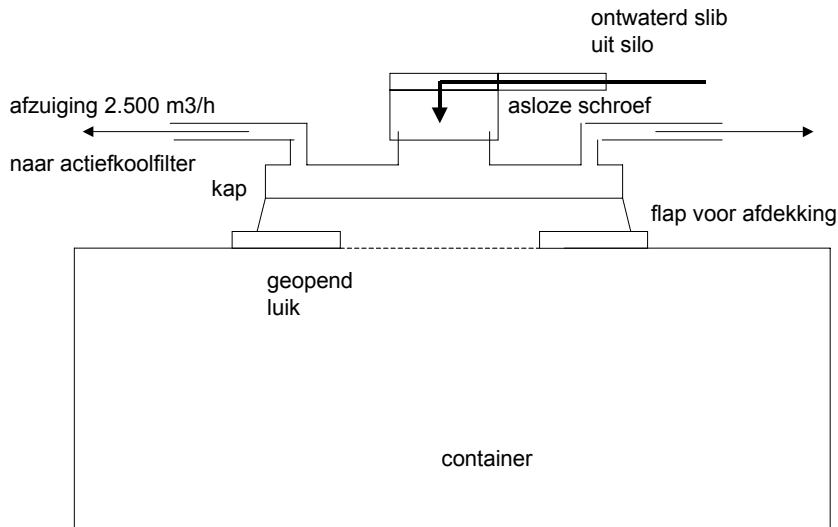 ontwaterd slib
uit silo
afzuiging 2.500 m3/h
asloze schroef
naar actiefkoolfilter
kap
flap voor afdekking
geopend
luik
container